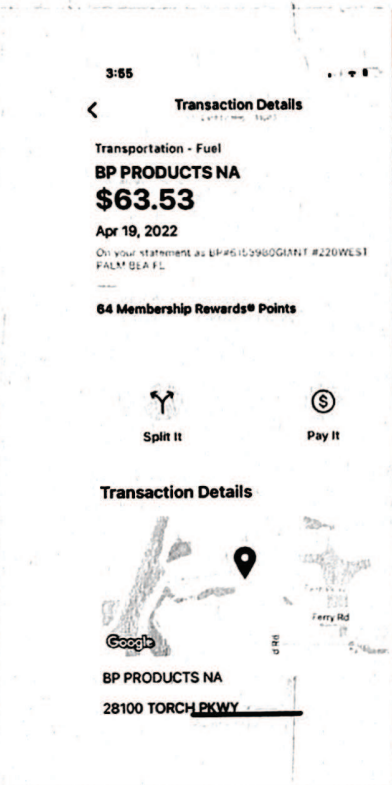 3:55
Transaction Details
Transportation - Fuel
BP PRODUCTS NA
$63.53
Apr 19, 2022
On your statement as BP#6153980GIANT #220WEST
PALM BEA FL
64 Membership Rewards® Points
Split It
Pay It
Transaction Details
Ferry Rd
d Rd
Google
BP PRODUCTS NA
28100 TORCH PKWY